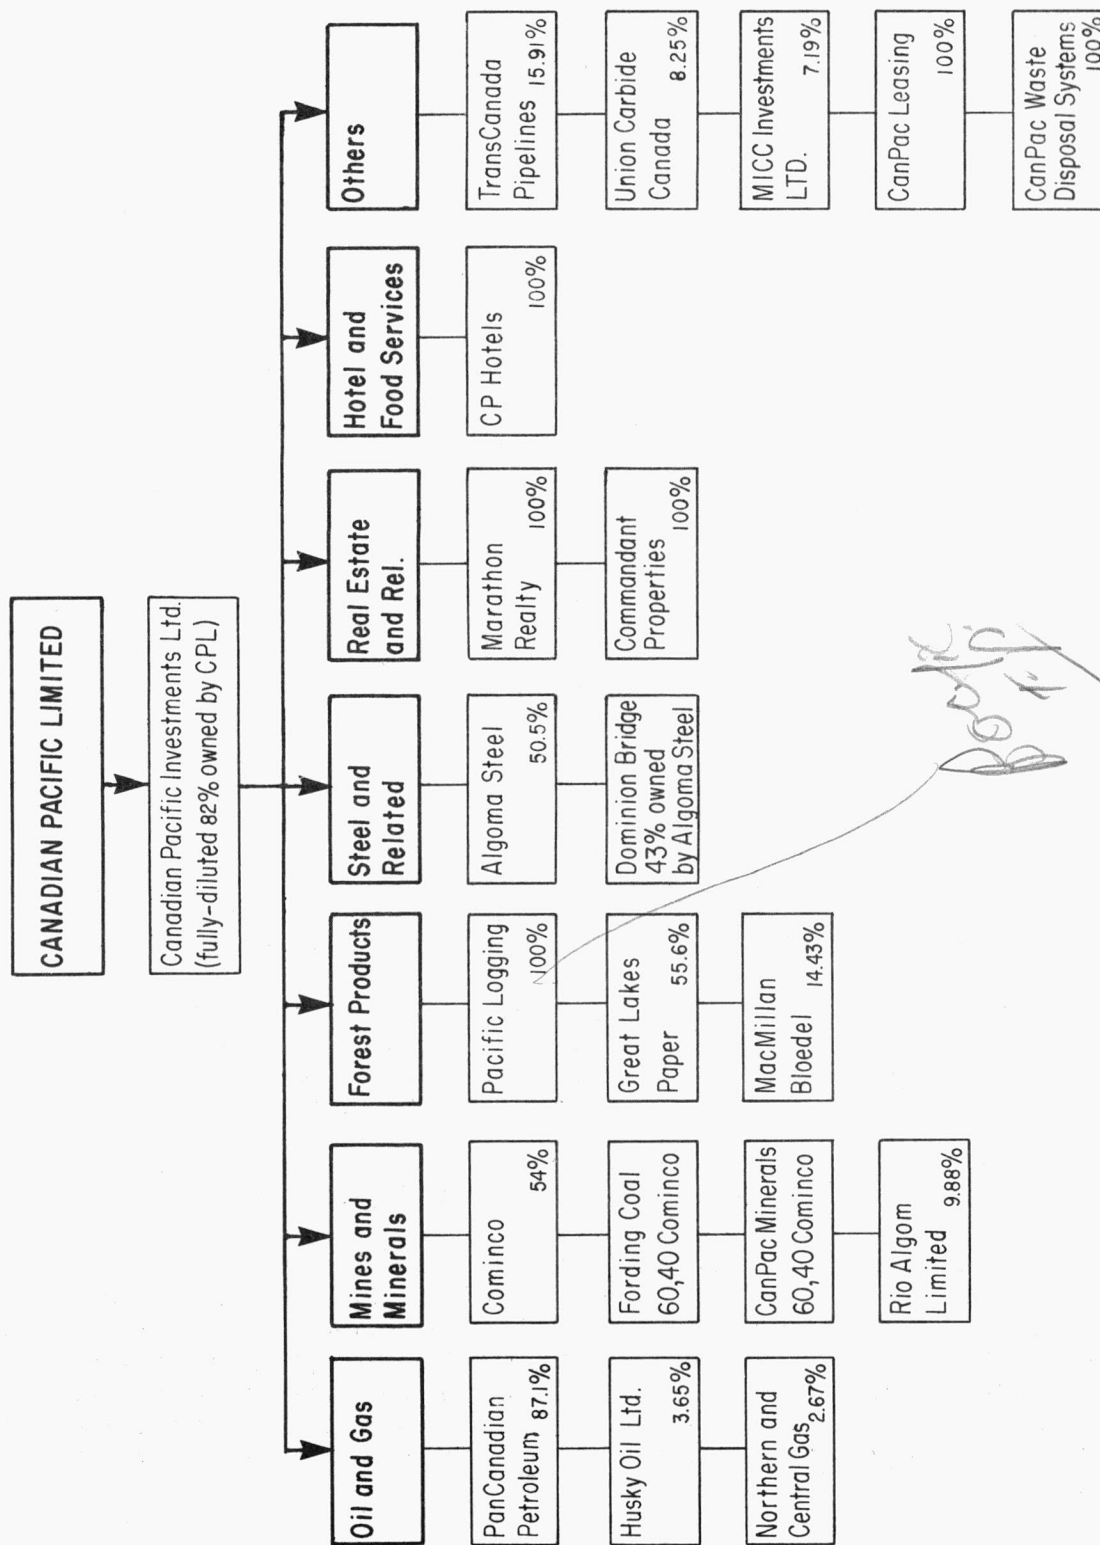 CANADIAN PACIFIC LIMITED
Canadian Pacific Investments Ltd.
(fully-diluted 82% owned by CPL)
Oil and Gas
PanCanadian
Petroleum 87.1%
Husky Oil Ltd.
3.65%
Northern and
Central Gas 2.67%
Mines and
Minerals
Cominco
54%
Fording Coal
60,40 Cominco
CanPac Minerals
60,40 Cominco
Rio Algom
Limited 9.88%
Forest Products
Pacific Logging
100%
Great Lakes
Paper 55.6%
MacMillan
Bloedel 14.43%
Steel and
Related
Algoma Steel
50.5%
Dominion Bridge
43% owned
by Algoma Steel
Real Estate
and Rel.
Marathon
Realty 100%
Commandant
Properties
100%
Hotel and
Food Services
CP Hotels
100%
Others
TransCanada
Pipelines 15.91%
Union Carbide
Canada 8.25%
MICC Investments
LTD. 7.19%
CanPac Leasing
100%
CanPac Waste
Disposal Systems
100%